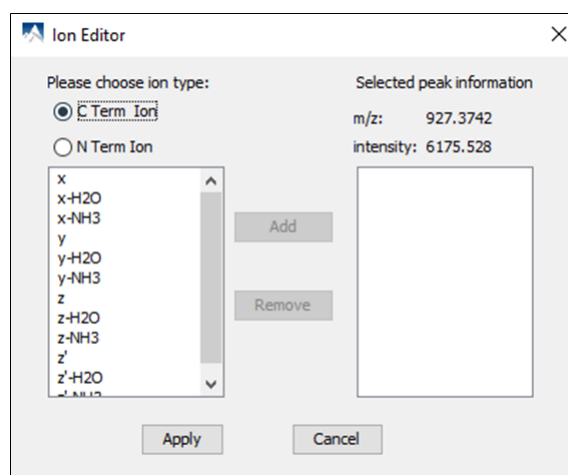 Ion Editor
Please choose ion type:
Selected peak information
C Term Ion
m/z: 927.3742
N Term Ion
intensity: 6175.528
x
x-H2O
x-NH3
y
y-H2O
y-NH3
z
z-H2O
z-NH3
z'
z'-H2O
z'-NH3
Add
Remove
Apply
Cancel